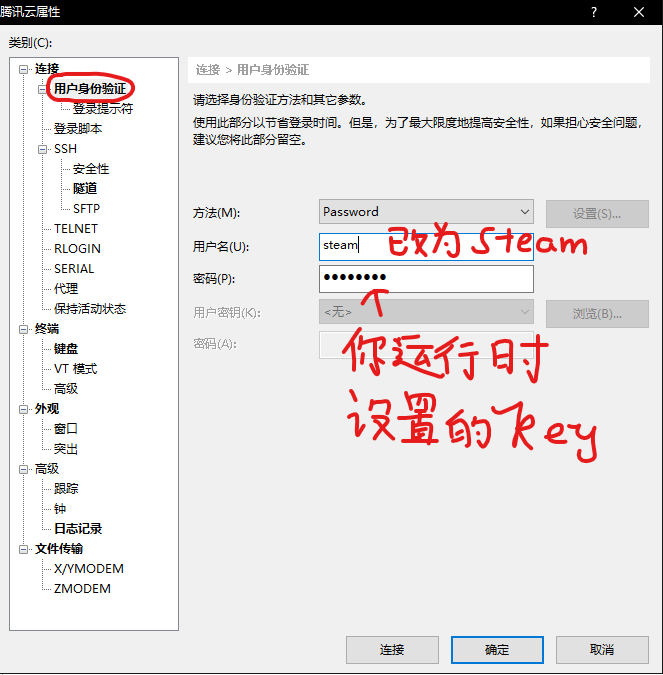 腾讯云属性
? ×
类别(C):
连接
用户身份验证
登录提示符
登录脚本
SSH
安全性
隧道
SFTP
TELNET
RLOGIN
SERIAL
代理
保持活动状态
终端
键盘
VT 模式
高级
外观
窗口
突出
高级
跟踪
钟
日志记录
文件传输
X/YMODEM
ZMODEM
连接 > 用户身份验证
请选择身份验证方法和其它参数。
使用此部分以节省登录时间。但是，为了最大限度地提高安全性，如果担心安全问题，
建议您将此部分留空。
方法(M): Password 设置(S)...
用户名(U): steam 改为 Steam
密码(P): ●●●●●●●●
用户密钥(K): <无> 浏览(B)...
密码(A):
你运行时
设置的 key
连接 确定 取消